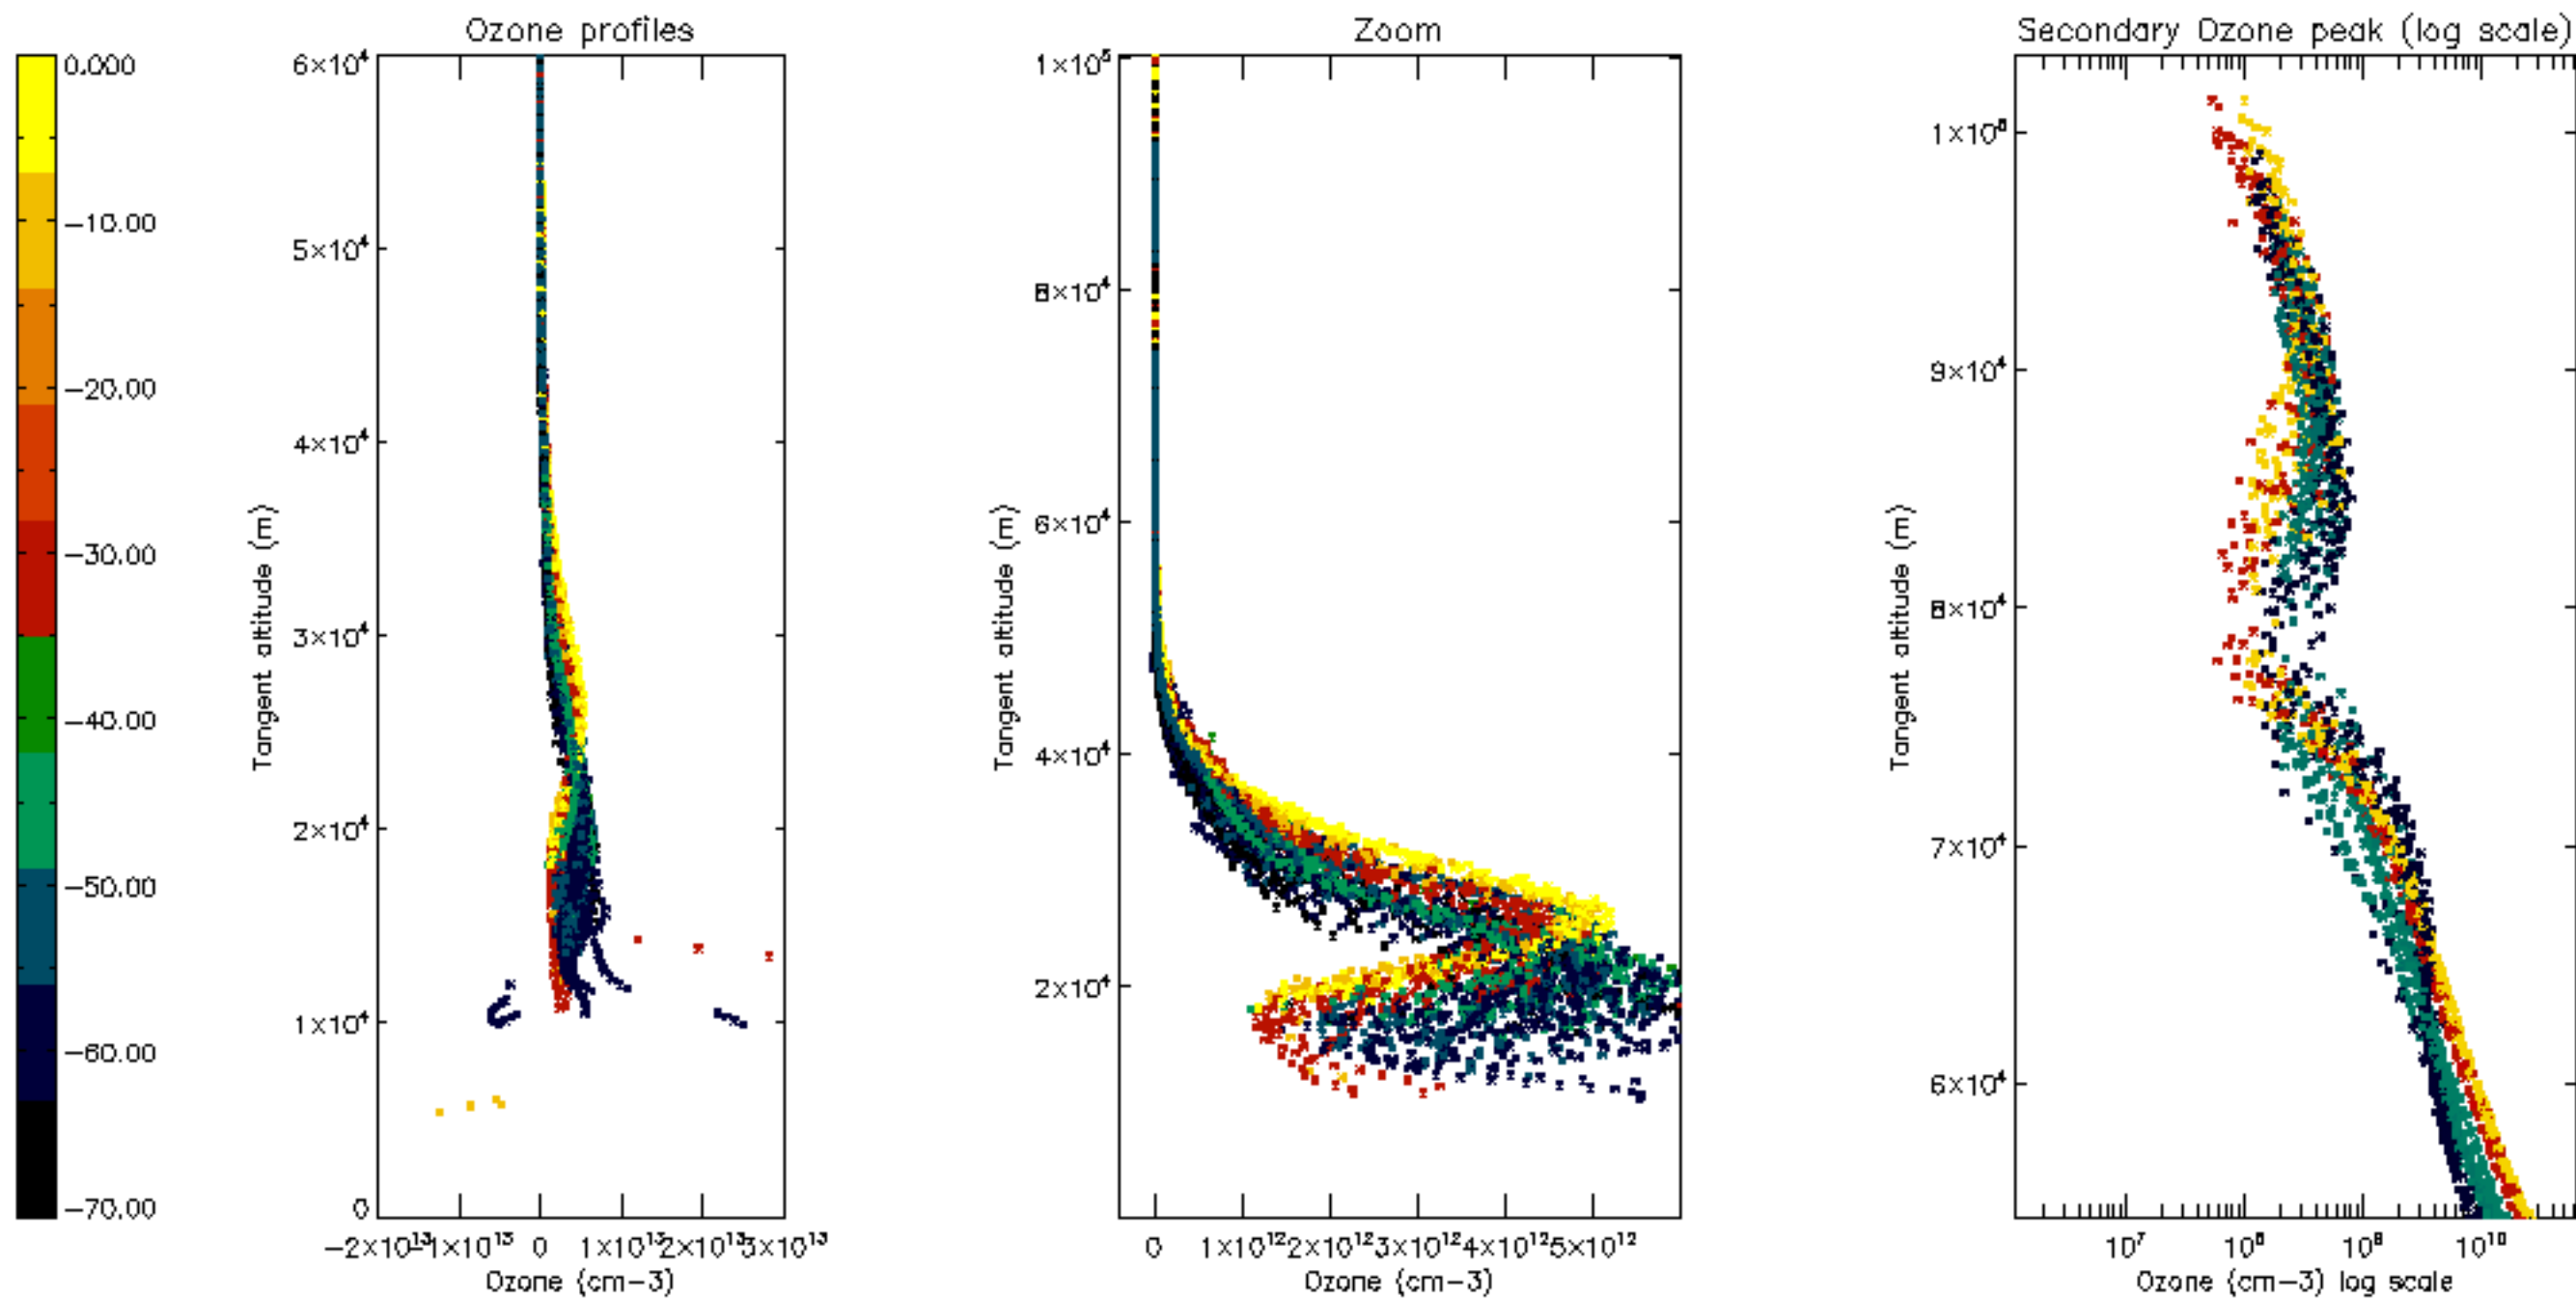 Ozone profiles
Zoom
Secondary Ozone peak (log scale)
0.000
-10.00
-20.00
-30.00
-40.00
-50.00
-60.00
-70.00
6×10⁴
5×10⁴
4×10⁴
3×10⁴
2×10⁴
1×10⁴
0
Tangent altitude (m)
-2×10¹³ -1×10¹³ 0 1×10¹³ 2×10¹³ 3×10¹³
Ozone (cm-3)
1×10⁵
8×10⁴
6×10⁴
4×10⁴
2×10⁴
Tangent altitude (m)
0 1×10¹² 2×10¹² 3×10¹² 4×10¹² 5×10¹²
Ozone (cm-3)
9×10⁴
8×10⁴
7×10⁴
6×10⁴
Tangent altitude (m)
10⁷ 10⁸ 10⁹ 10¹⁰
Ozone (cm-3) log scale